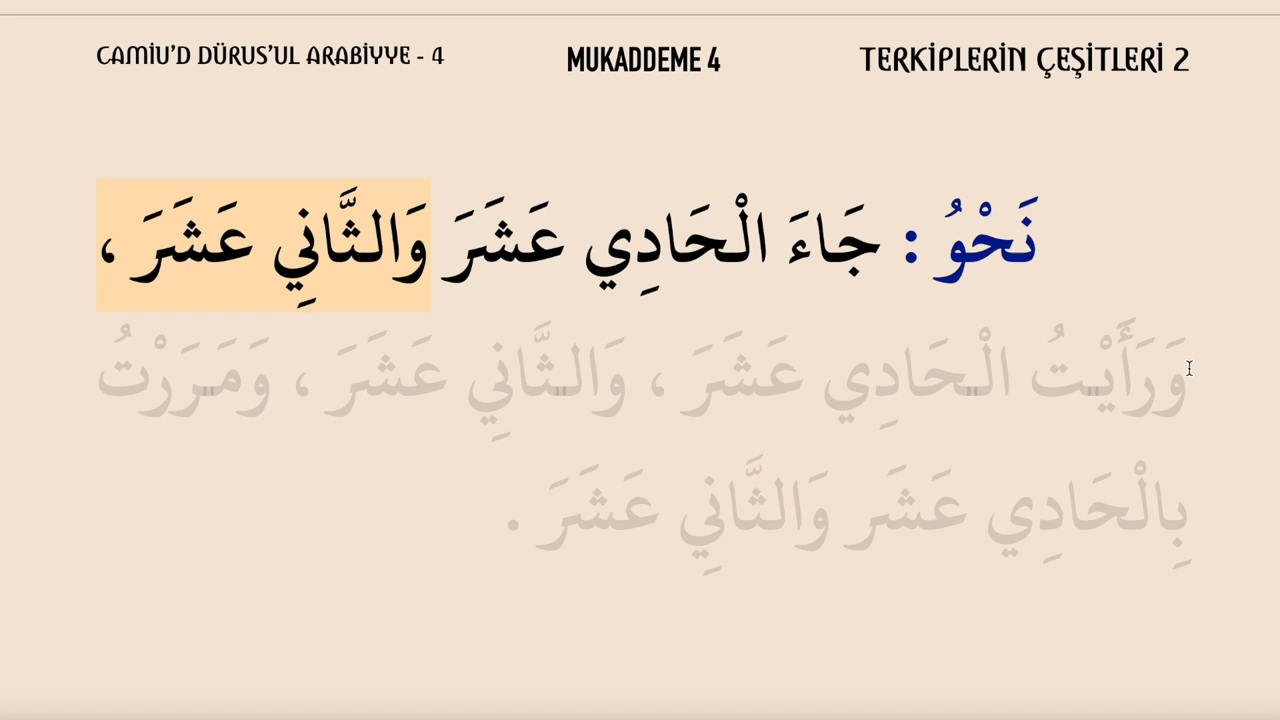 CAMİU'D DÜRUS'UL ARABİYYE - 4 MUKADDEME 4 TERKİPLERİN ÇEŞİTLERİ 2
نَحْوُ : جَاءَ الْحَادِي عَشَرَ وَالثَّانِي عَشَرَ ،
وَرَأَيْتُ الْحَادِي عَشَرَ ، وَالثَّانِي عَشَرَ ، وَمَرَرْتُ
بِالْحَادِي عَشَرَ وَالثَّانِي عَشَرَ .